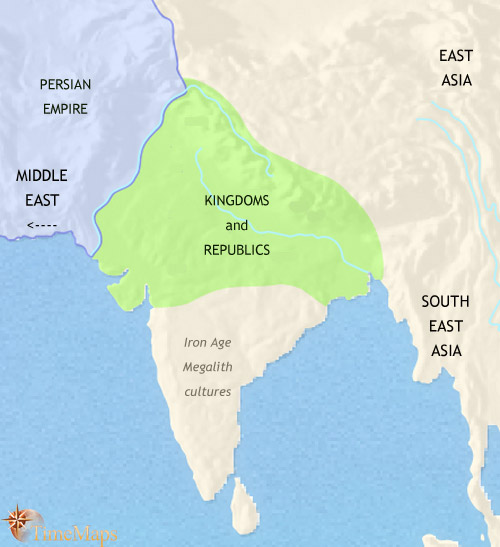 EAST
ASIA
PERSIAN
EMPIRE
MIDDLE
EAST
<----
KINGDOMS
and
REPUBLICS
SOUTH
EAST
ASIA
Iron Age
Megalith
cultures
TimeMaps